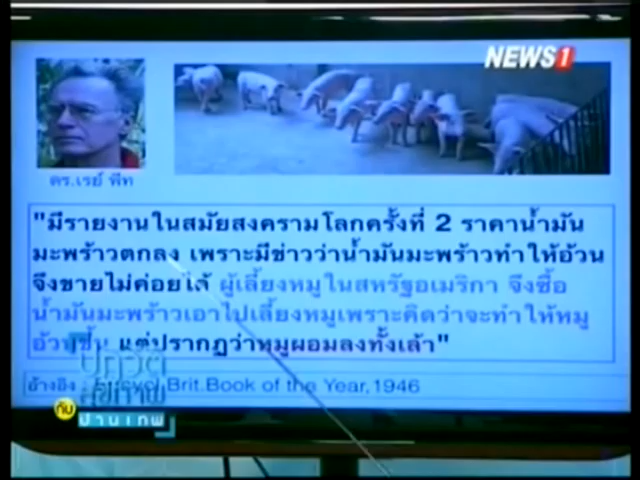 NEWS1
ดร.เรย์ พีท
"มีรายงานในสมัยสงครามโลกครั้งที่ 2 ราคาน้ำมัน
มะพร้าวตกลง เพราะมีข่าวว่าน้ำมันมะพร้าวทำให้อ้วน
จึงขายไม่ค่อยได้ ผู้เลี้ยงหมูในสหรัฐอเมริกา จึงซื้อ
น้ำมันมะพร้าวเอาไปเลี้ยงหมูเพราะคิดว่าจะทำให้หมู
อ้วนขึ้น แต่ปรากฏว่าหมูผอมลงทั้งเล้า"
อ้างอิง Brit.Book of the Year,1946
สุขภาพ
กับ
ปานเทพ